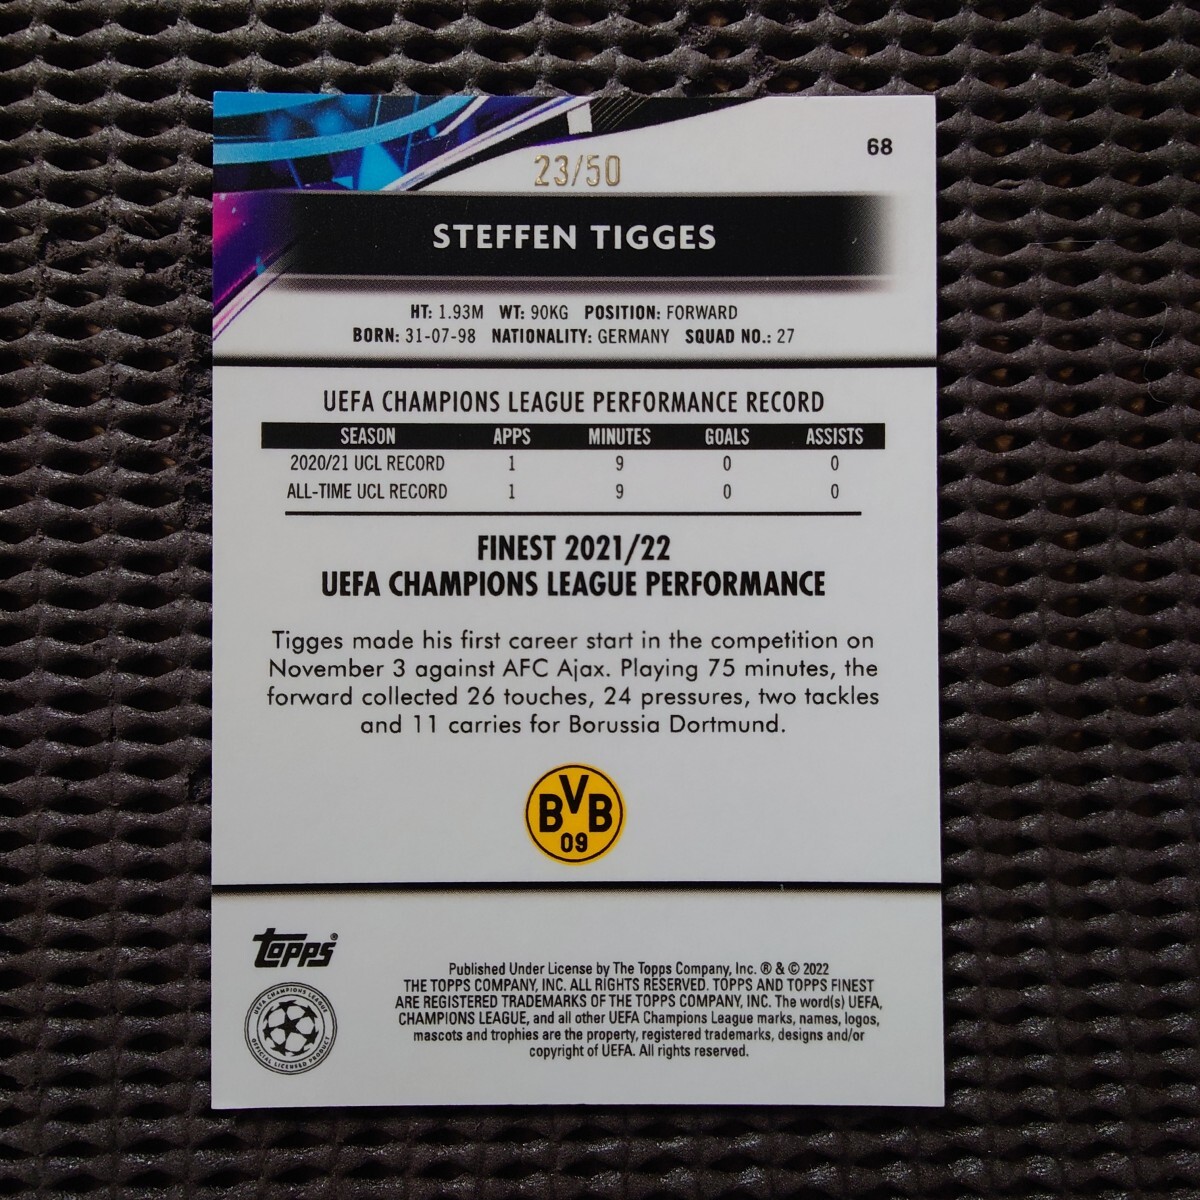 68
23/50
STEFFEN TIGGES
HT: 1.93M WT: 90KG POSITION: FORWARD
BORN: 31-07-98 NATIONALITY: GERMANY SQUAD NO.: 27
UEFA CHAMPIONS LEAGUE PERFORMANCE RECORD
SEASON APPS MINUTES GOALS ASSISTS
2020/21 UCL RECORD 1 9 0 0
ALL-TIME UCL RECORD 1 9 0 0
FINEST 2021/22
UEFA CHAMPIONS LEAGUE PERFORMANCE
Tigges made his first career start in the competition on
November 3 against AFC Ajax. Playing 75 minutes, the
forward collected 26 touches, 24 pressures, two tackles
and 11 carries for Borussia Dortmund.
BVB
09
Topps®
UEFA CHAMPIONS LEAGUE
OFFICIAL LICENSED PRODUCT
Published Under License by The Topps Company, Inc. ® & © 2022
THE TOPPS COMPANY, INC. ALL RIGHTS RESERVED. TOPPS AND TOPPS FINEST
ARE REGISTERED TRADEMARKS OF THE TOPPS COMPANY, INC. The word(s) UEFA,
CHAMPIONS LEAGUE, and all other UEFA Champions League marks, names, logos,
mascots and trophies are the property, registered trademarks, designs and/or
copyright of UEFA. All rights reserved.